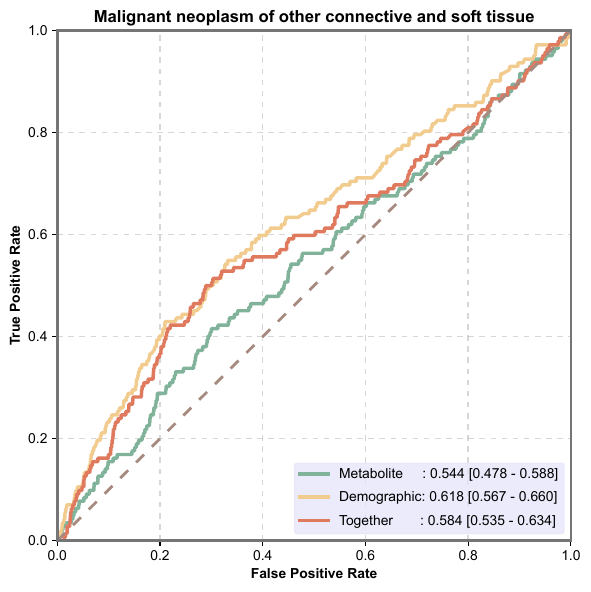 Malignant neoplasm of other connective and soft tissue
True Positive Rate
1.0
0.8
0.6
0.4
0.2
0.0
Metabolite : 0.544 [0.478 - 0.588]
Demographic: 0.618 [0.567 - 0.660]
Together : 0.584 [0.535 - 0.634]
0.0 0.2 0.4 0.6 0.8 1.0
False Positive Rate